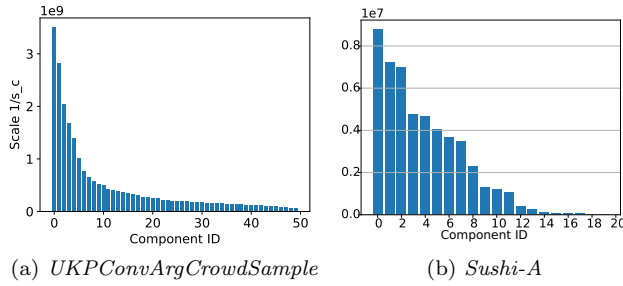 1e9
3
2
1
0
Scale 1/s_c
0 10 20 30 40 50
Component ID
(a) UKPConvArgCrowdSample
1e7
0.8
0.6
0.4
0.2
0.0
0 2 4 6 8 10 12 14 16 18 20
Component ID
(b) Sushi-A